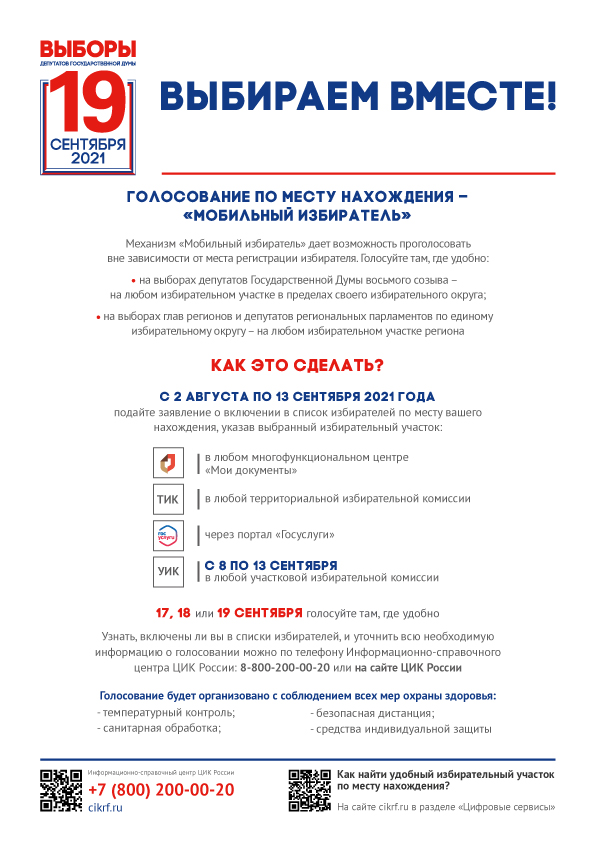 ВЫБОРЫ
ДЕПУТАТОВ ГОСУДАРСТВЕННОЙ ДУМЫ
19
СЕНТЯБРЯ
2021
ВЫБИРАЕМ ВМЕСТЕ!
ГОЛОСОВАНИЕ ПО МЕСТУ НАХОЖДЕНИЯ –
«МОБИЛЬНЫЙ ИЗБИРАТЕЛЬ»
Механизм «Мобильный избиратель» дает возможность проголосовать
вне зависимости от места регистрации избирателя. Голосуйте там, где удобно:
• на выборах депутатов Государственной Думы восьмого созыва –
на любом избирательном участке в пределах своего избирательного округа;
• на выборах глав регионов и депутатов региональных парламентов по единому
избирательному округу – на любом избирательном участке региона
КАК ЭТО СДЕЛАТЬ?
С 2 АВГУСТА ПО 13 СЕНТЯБРЯ 2021 ГОДА
подайте заявление о включении в список избирателей по месту вашего
нахождения, указав выбранный избирательный участок:
в любом многофункциональном центре
«Мои документы»
ТИК
в любой территориальной избирательной комиссии
гос
услуги
через портал «Госуслуги»
УИК
С 8 ПО 13 СЕНТЯБРЯ
в любой участковой избирательной комиссии
17, 18 или 19 СЕНТЯБРЯ голосуйте там, где удобно
Узнать, включены ли вы в списки избирателей, и уточнить всю необходимую
информацию о голосовании можно по телефону Информационно-справочного
центра ЦИК России: 8-800-200-00-20 или на сайте ЦИК России
Голосование будет организовано с соблюдением всех мер охраны здоровья:
- температурный контроль;
- санитарная обработка;
- безопасная дистанция;
- средства индивидуальной защиты
Информационно-справочный центр ЦИК России
+7 (800) 200-00-20
cikrf.ru
Как найти удобный избирательный участок
по месту нахождения?
На сайте cikrf.ru в разделе «Цифровые сервисы»